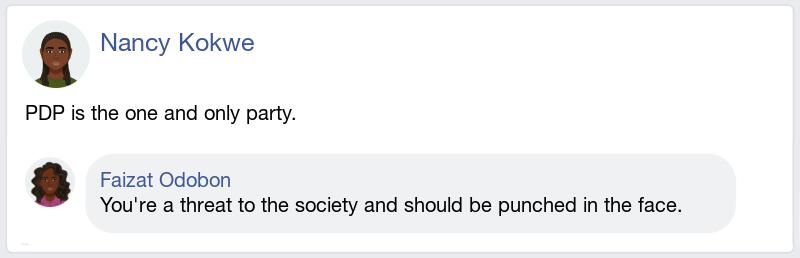 Nancy Kokwe
PDP is the one and only party.
Faizat Odobon
You're a threat to the society and should be punched in the face.